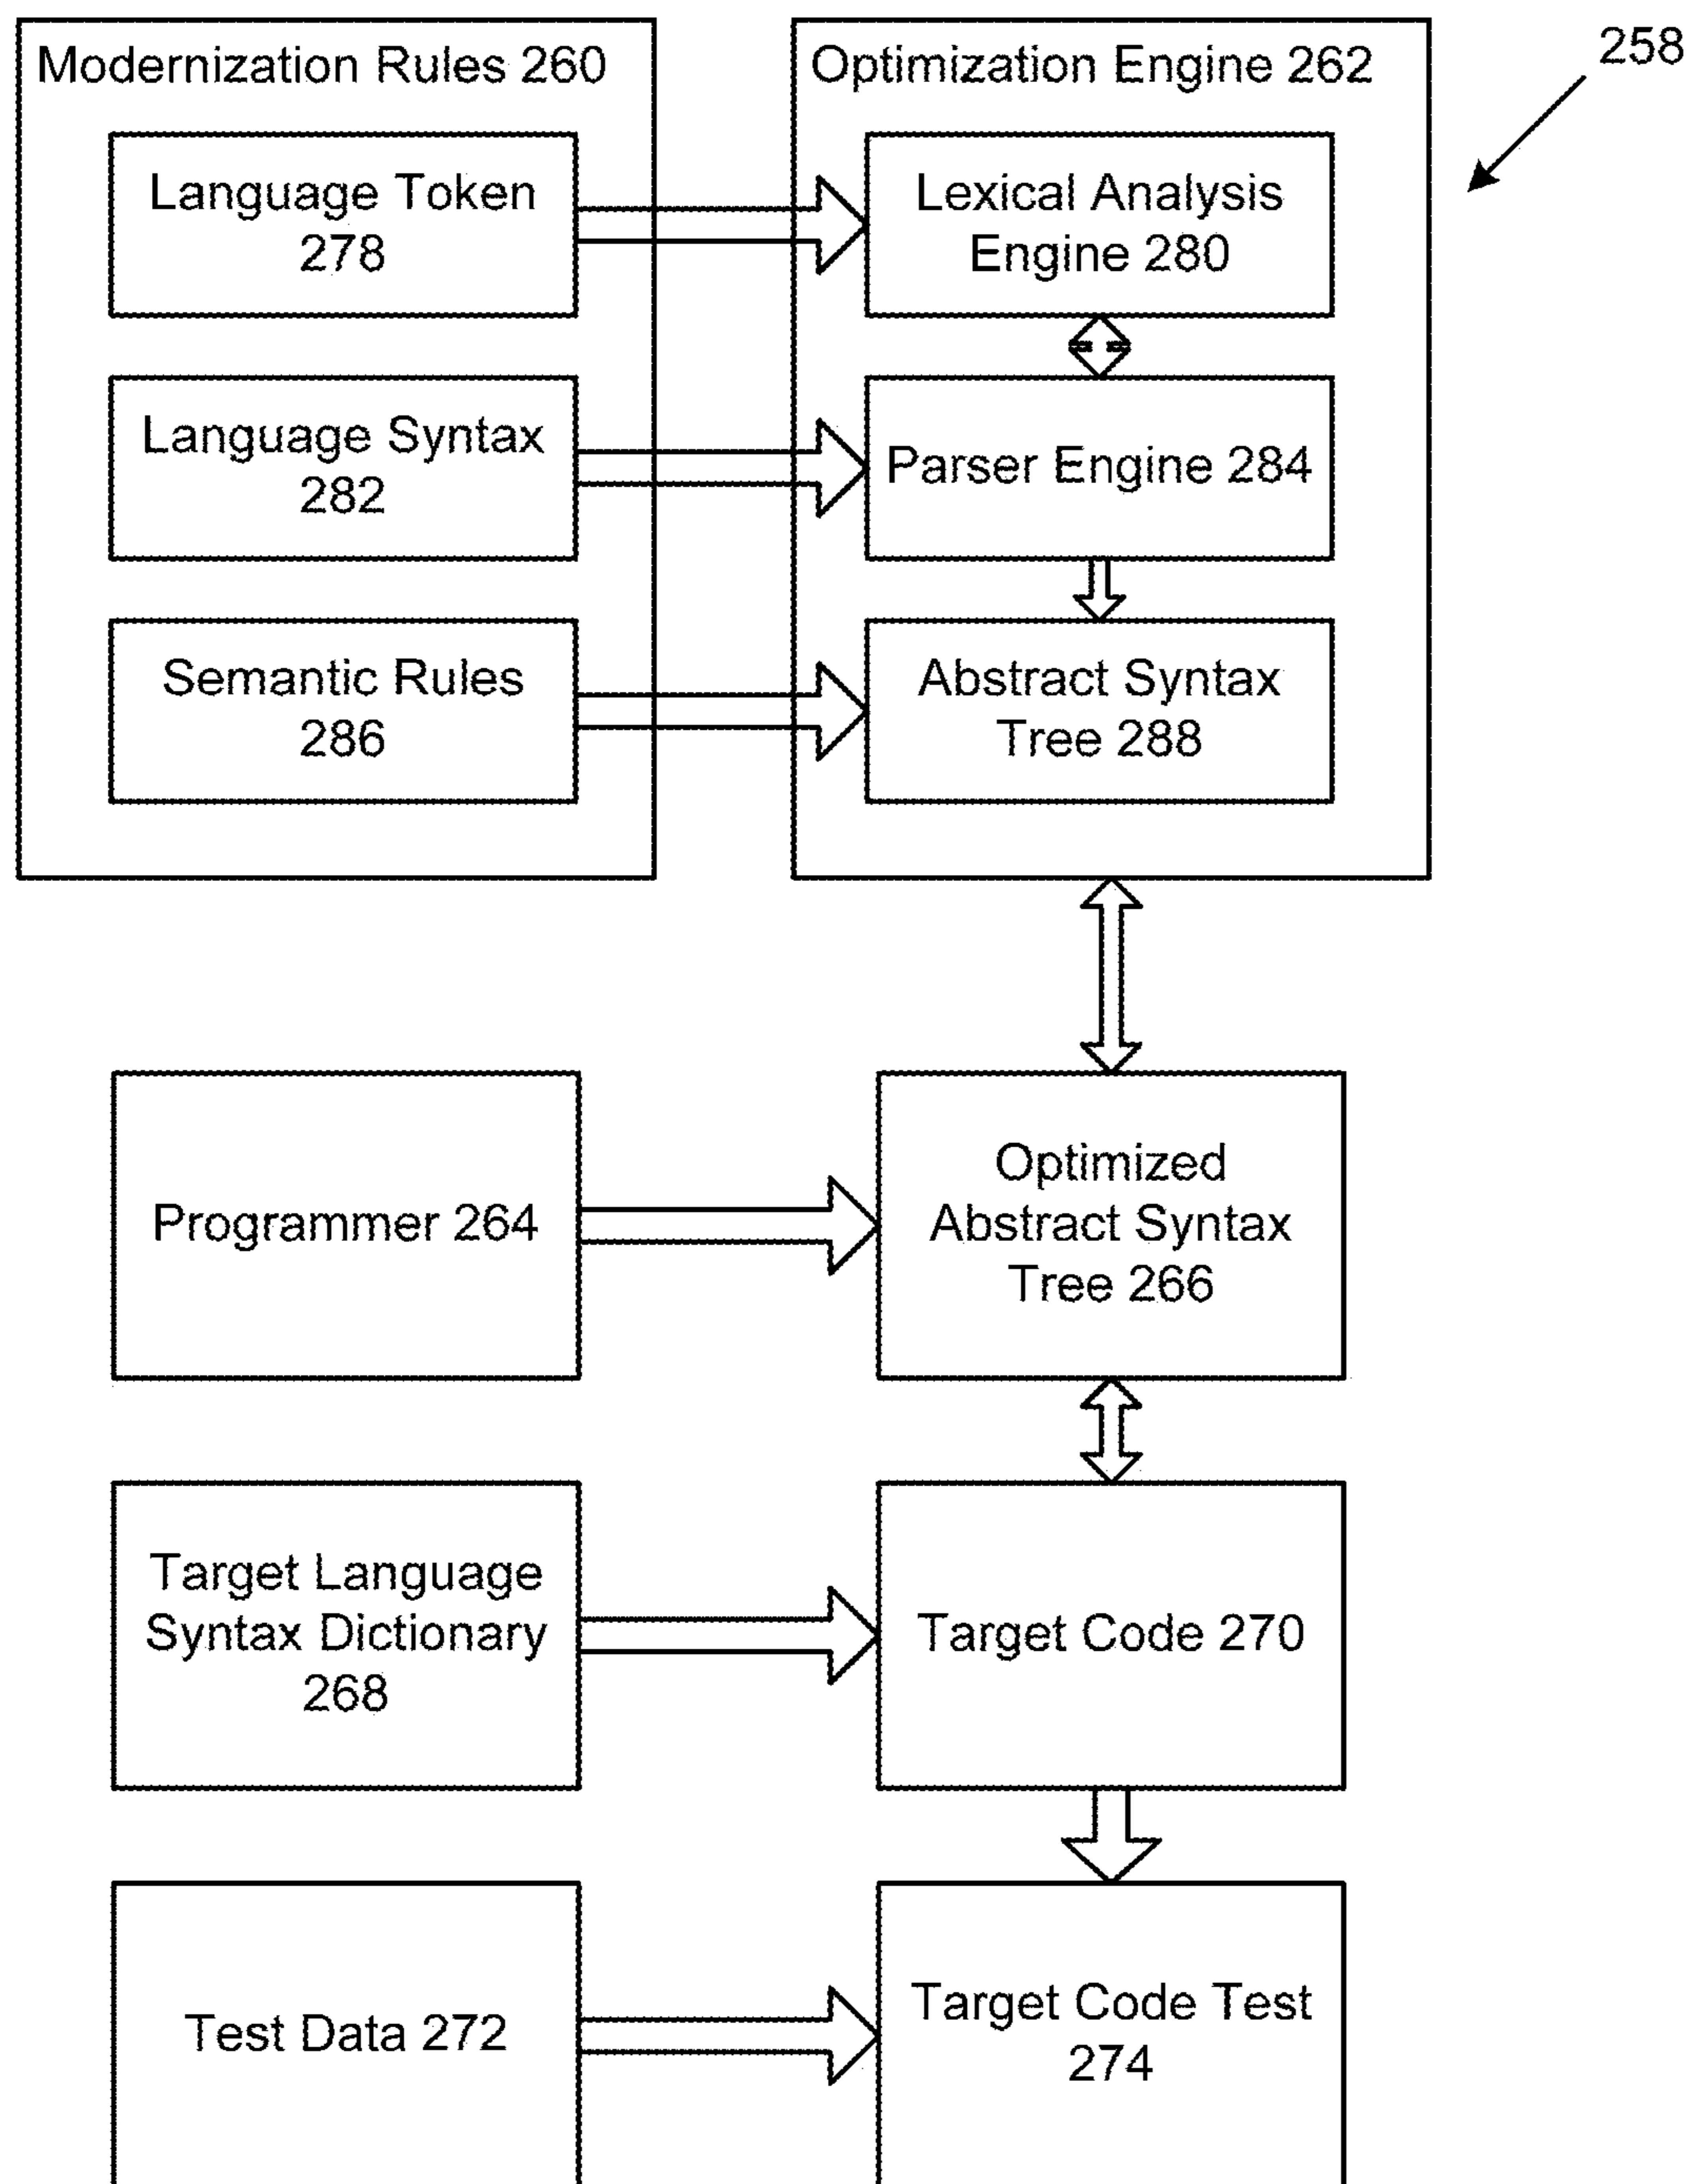 Modernization Rules 260
Optimization Engine 262
258
Language Token
278
Lexical Analysis
Engine 280
Language Syntax
282
Parser Engine 284
Semantic Rules
286
Abstract Syntax
Tree 288
Programmer 264
Optimized
Abstract Syntax
Tree 266
Target Language
Syntax Dictionary
268
Target Code 270
Test Data 272
Target Code Test
274